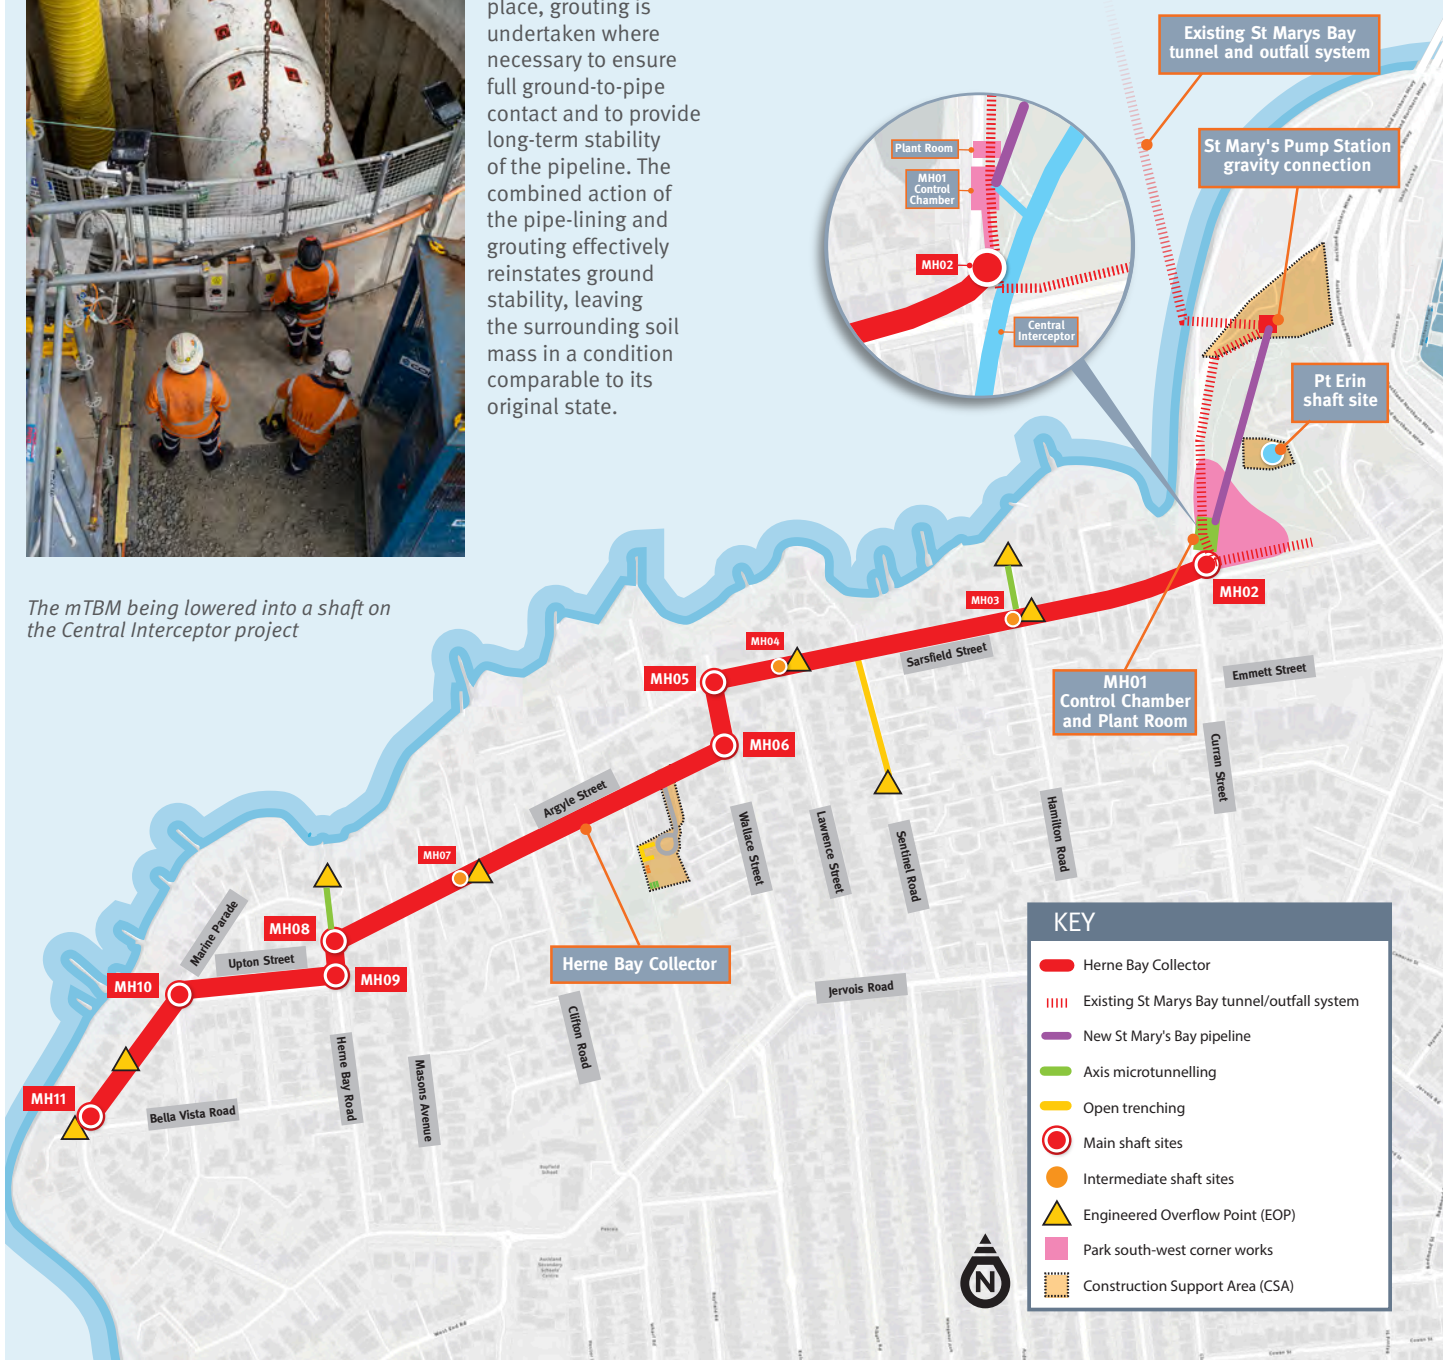 place, grouting is
undertaken where
necessary to ensure
full ground-to-pipe
contact and to provide
long-term stability
of the pipeline. The
combined action of
the pipe-lining and
grouting effectively
reinstates ground
stability, leaving
the surrounding soil
mass in a condition
comparable to its
original state.
The mTBM being lowered into a shaft on
the Central Interceptor project
Existing St Marys Bay
tunnel and outfall system
St Mary's Pump Station
gravity connection
Plant Room
MH01
Control
Chamber
MH02
Central
Interceptor
Pt Erin
shaft site
MH02
MH03
MH04
Sarsfield Street
MH05
Emmett Street
MH01
Control Chamber
and Plant Room
MH06
Curran Street
Argyle Street
Wallace Street
Lawrence Street
Sentinel Road
Hamilton Road
MH07
Marine Parade
MH08
Upton Street
MH09
MH10
Herne Bay Collector
Jervois Road
Clifton Road
Herne Bay Road
Masons Avenue
MH11
Bella Vista Road
KEY
Herne Bay Collector
Existing St Marys Bay tunnel/outfall system
New St Mary's Bay pipeline
Axis microtunnelling
Open trenching
Main shaft sites
Intermediate shaft sites
Engineered Overflow Point (EOP)
Park south-west corner works
Construction Support Area (CSA)
N